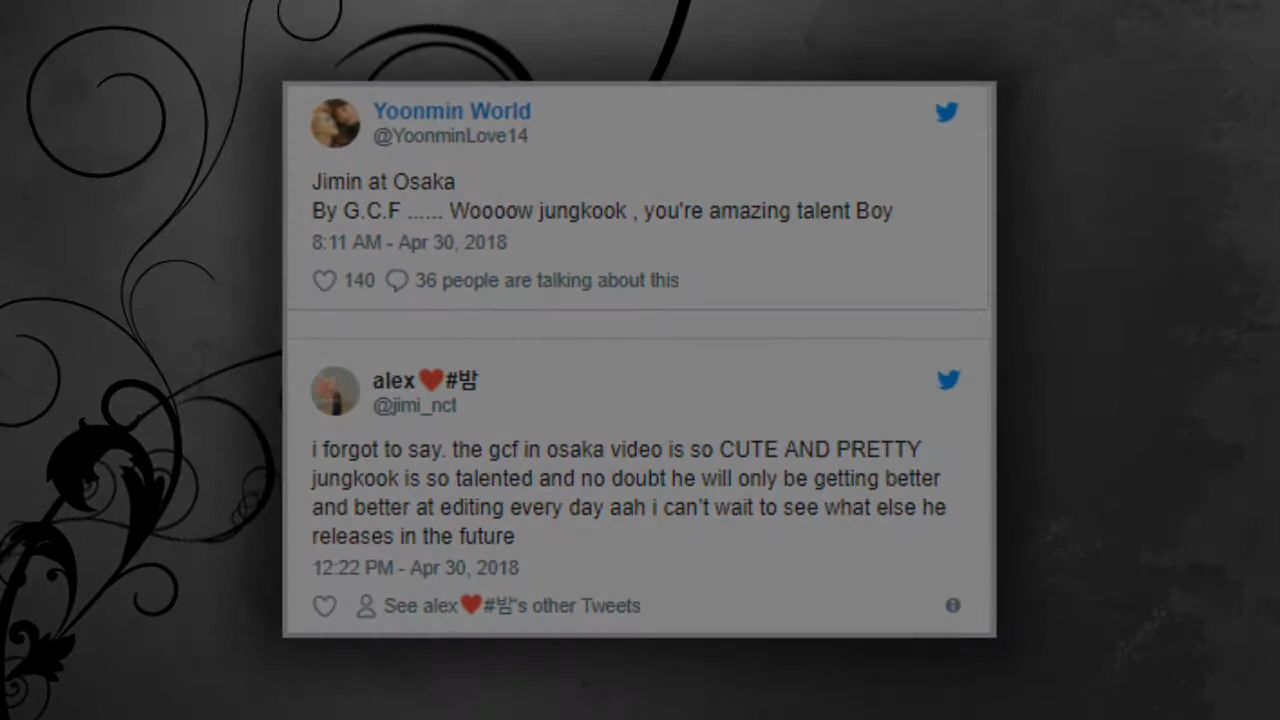 Yoonmin World
@YoonminLove14
Jimin at Osaka
By G.C.F ...... Woooow jungkook , you're amazing talent Boy
8:11 AM - Apr 30, 2018
140 36 people are talking about this
alex❤️#밤
@jimi_nct
i forgot to say. the gcf in osaka video is so CUTE AND PRETTY
jungkook is so talented and no doubt he will only be getting better
and better at editing every day aah i can't wait to see what else he
releases in the future
12:22 PM - Apr 30, 2018
See alex❤️#밤's other Tweets